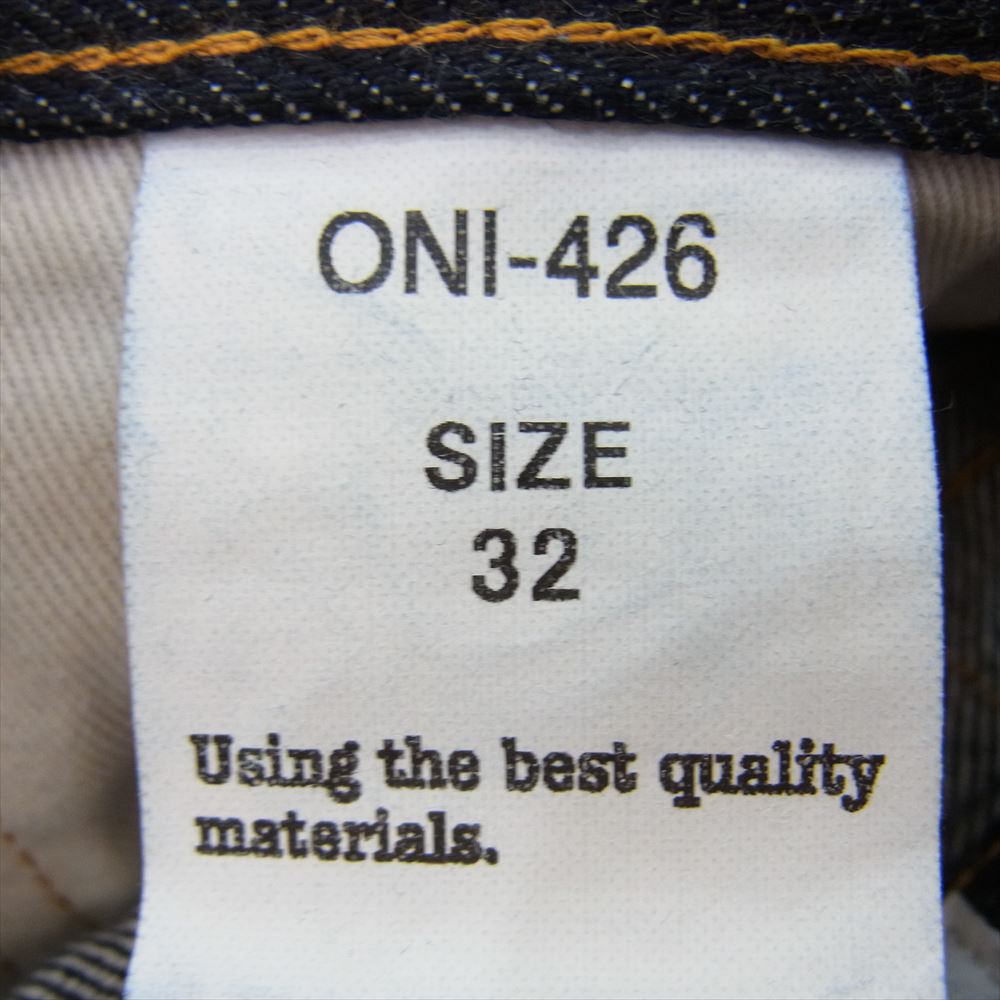 ONI-426
SIZE
32
Using the best quality
materials.